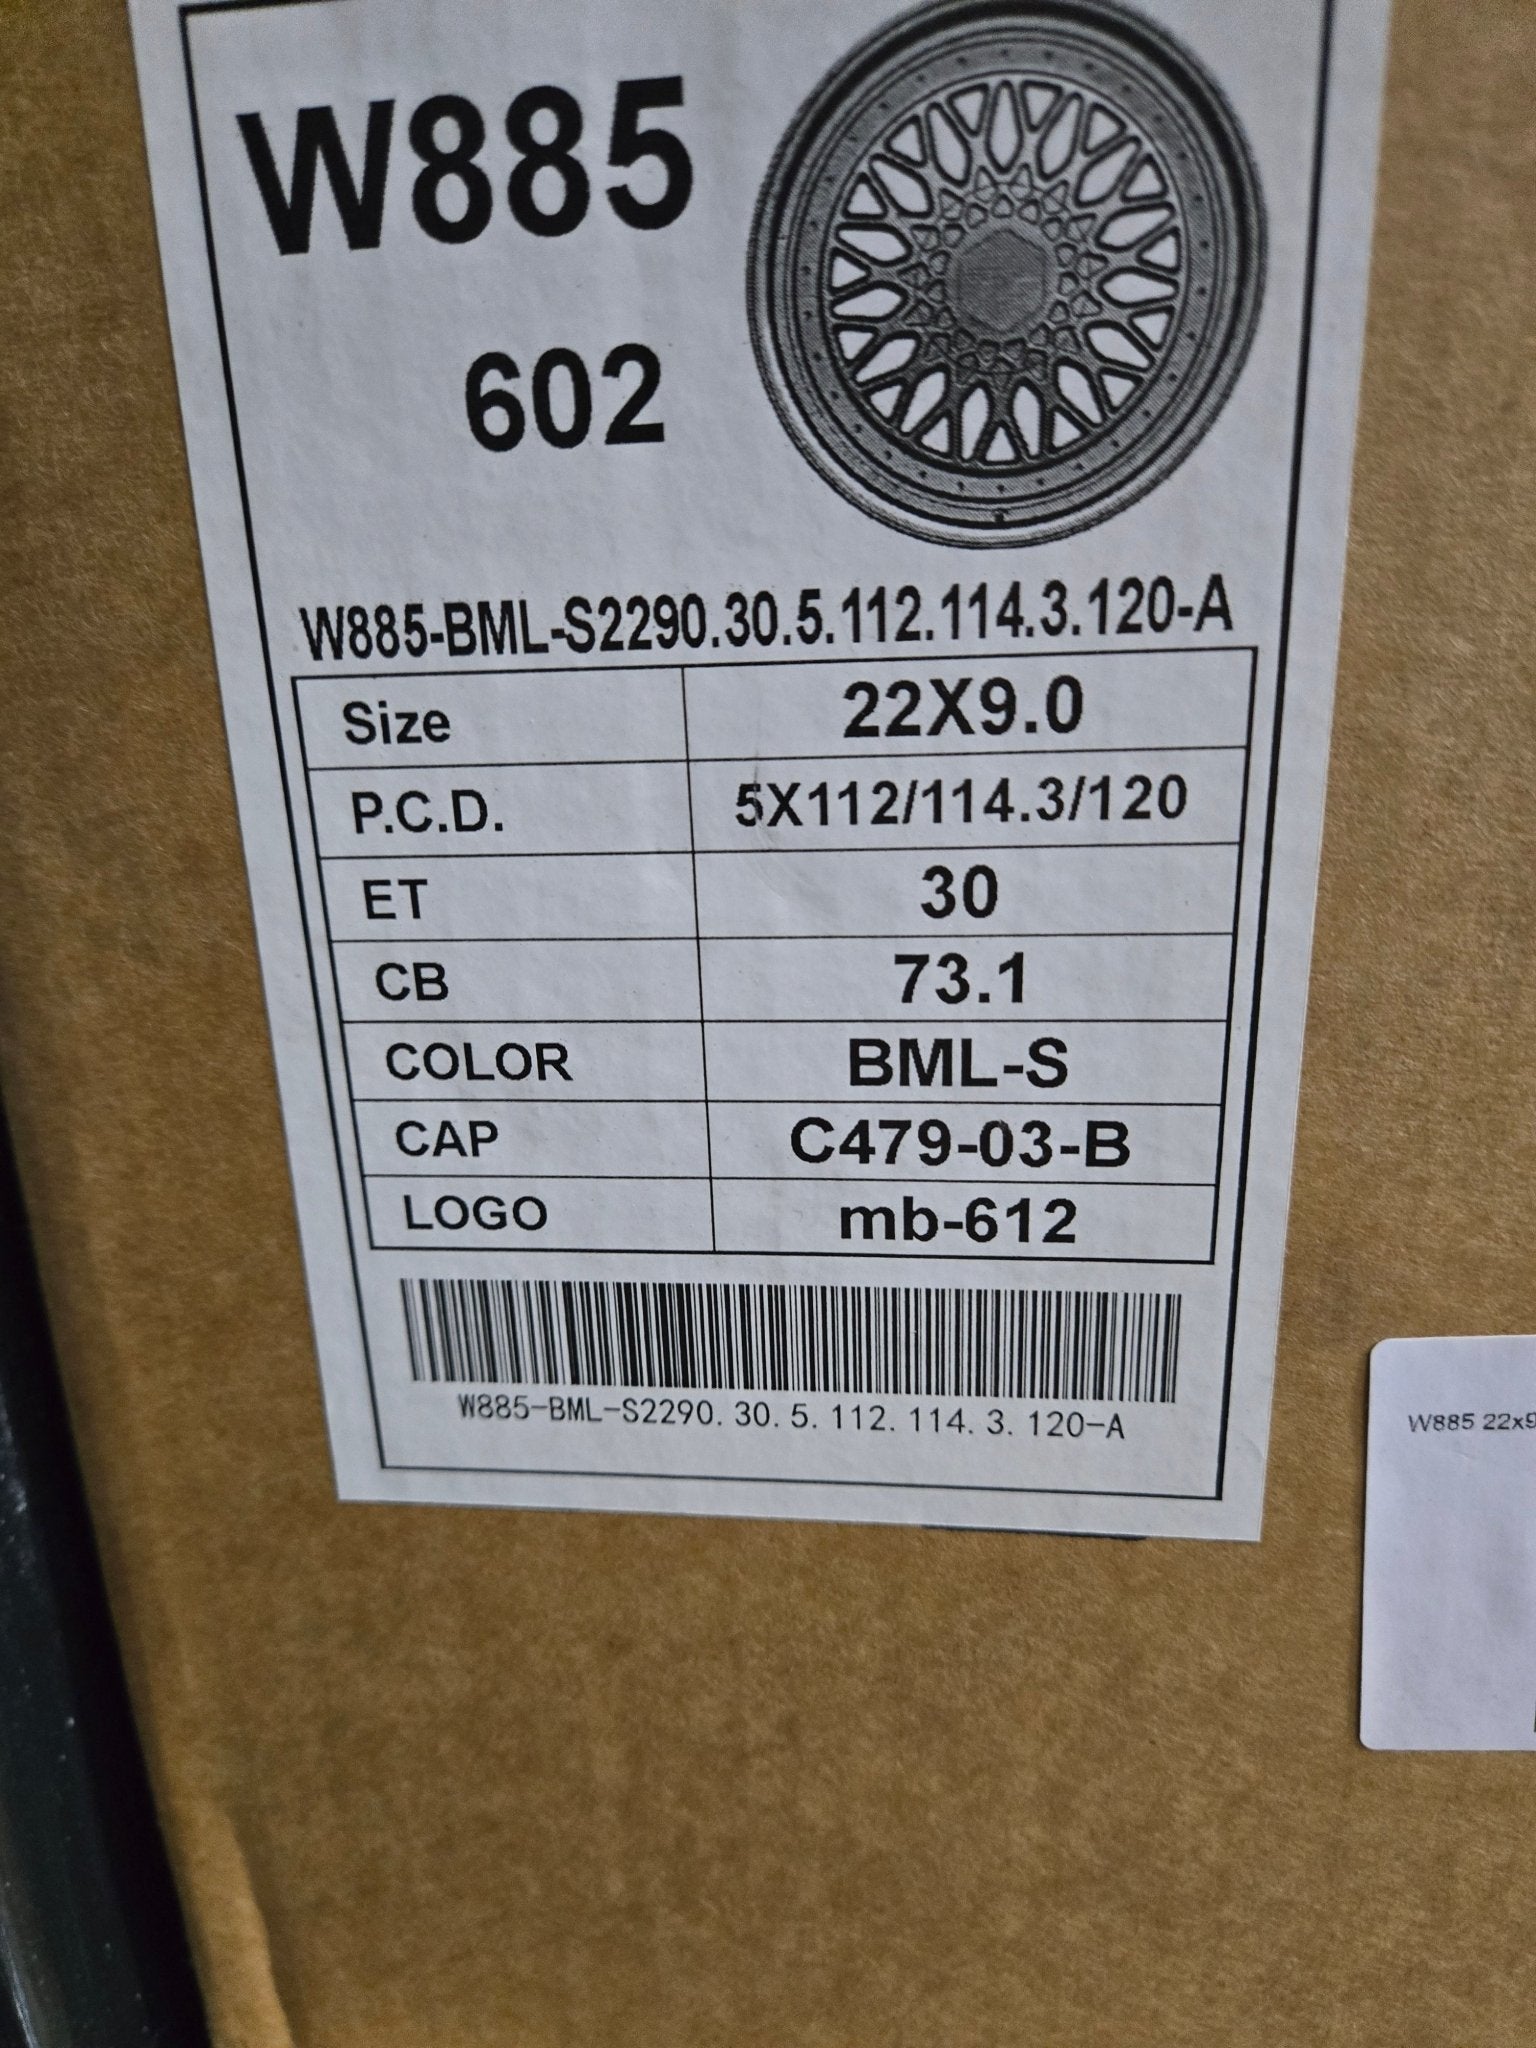 W885
602
W885-BML-S2290.30.5.112.114.3.120-A
Size 22X9.0
P.C.D. 5X112/114.3/120
ET 30
CB 73.1
COLOR BML-S
CAP C479-03-B
LOGO mb-612
W885-BML-S2290.30.5.112.114.3.120-A
W885 22x9